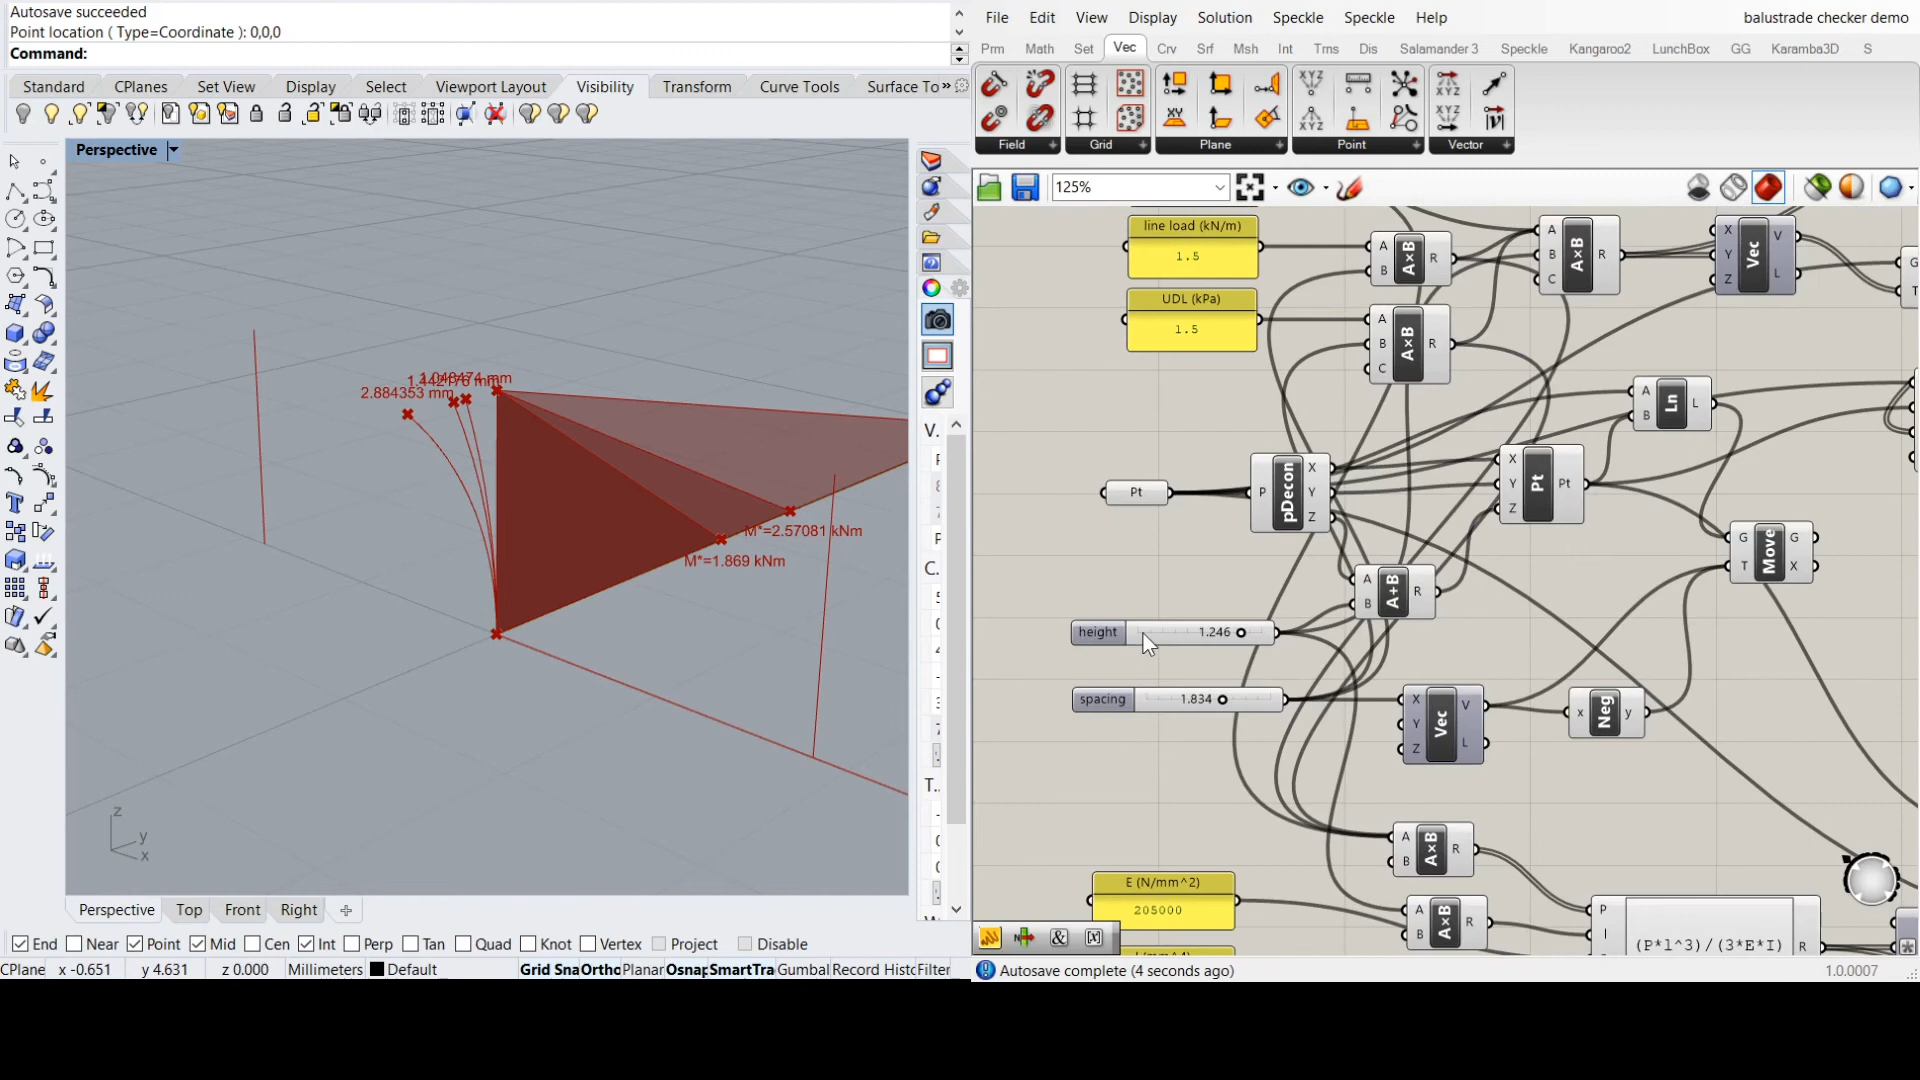 Autosave succeeded
Point location ( Type=Coordinate ): 0,0,0
Command:
Standard CPlanes Set View Display Select Viewport Layout Visibility Transform Curve Tools Surface To »
Perspective
1.442176 mm
2.884353 mm
M*=2.57081 kNm
M*=1.869 kNm
z
y
x
Perspective Top Front Right
End Near Point Mid Cen Int Perp Tan Quad Knot Vertex Project Disable
CPlane x -0.651 y 4.631 z 0.000 Millimeters Default Grid Sna Ortho Planar Osnap SmartTra Gumbal Record Histo Filter
V.
C.
T..
File Edit View Display Solution Speckle Speckle Help balustrade checker demo
Prm Math Set Vec Crv Srf Msh Int Trns Dis Salamander 3 Speckle Kangaroo2 LunchBox GG Karamba3D S
Field Grid Plane Point Vector
125%
line load (kN/m)
1.5
A B A×B R
A B C A×B R
X Y Z Vec V L
G
T
UDL (kPa)
1.5
A B C A×B R
A B Ln L
Pt
P pDecon X Y Z
X Y Z Pt Pt
G T Move G X
A B A+B R
height 1.246
spacing 1.834
X Y Z Vec V L
x Neg y
A B A×B R
E (N/mm^2)
205000
A B A×B R
P
l
(P*l^3)/(3*E*I) R
Autosave complete (4 seconds ago)
1.0.0007